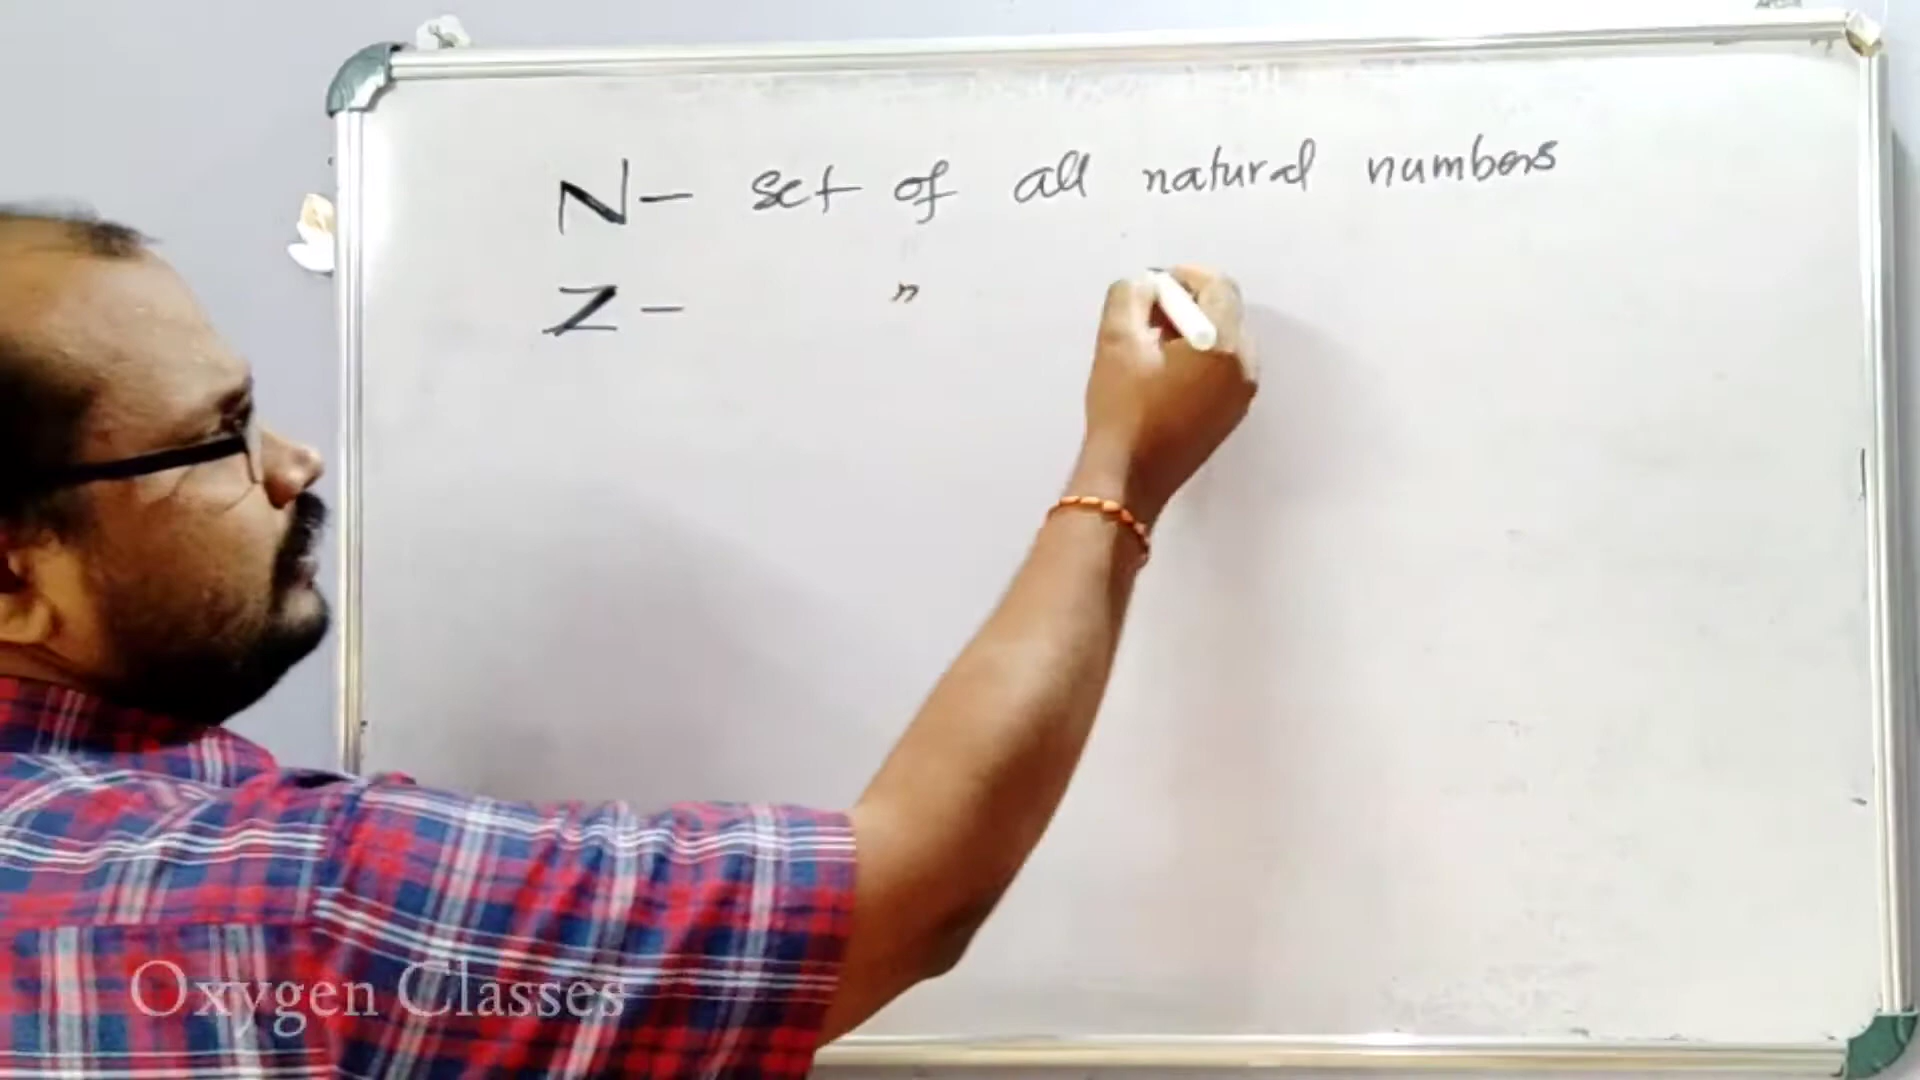 N - set of all natural numbers
Z - "
Oxygen Classes